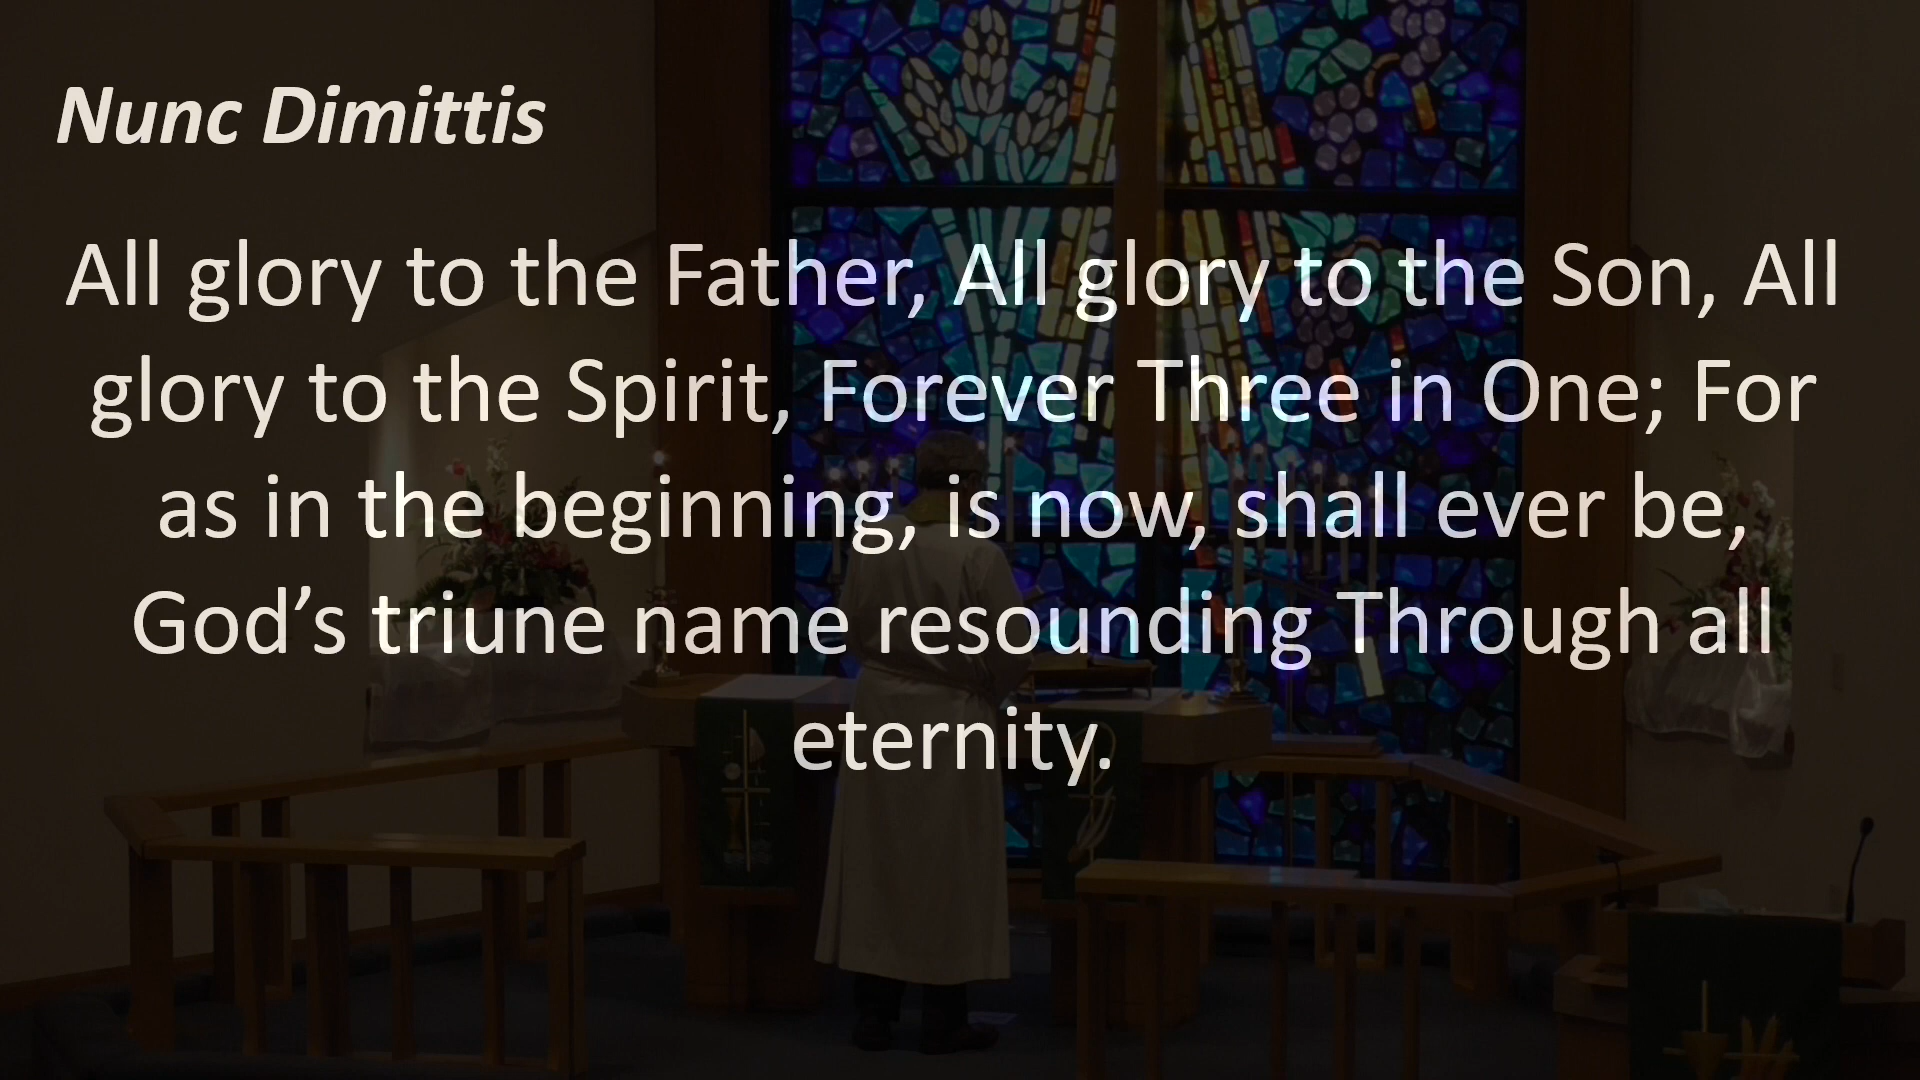 Nunc Dimittis
All glory to the Father, All glory to the Son, All
glory to the Spirit, Forever Three in One; For
as in the beginning, is now, shall ever be,
God’s triune name resounding Through all
eternity.